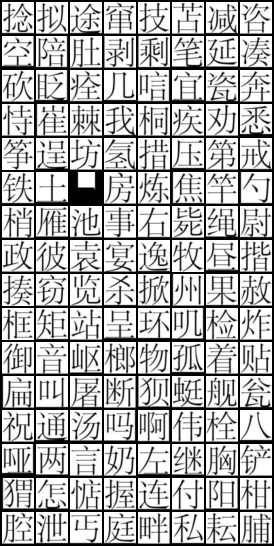 捻拟途窜技苫减咨
空陪肚剥剩笔延凑
砍眨痊几唁宜瓷奔
恃崔棘我桐疾劝悉
筝逞坊氢措压第戒
铁土房炼焦竿勺
梢雁池事右毙绳尉
政彼袁宴逸牧昼揩
揍窃览杀掀州果赦
框矩站呈环叽检炸
御音岖榔物孤着贴
扁叫屠断狈蜓舰瓮
祝通汤吗啊伟栓八
哑两言奶左继胸铲
猬怎惦握连付阳柑
腔泄丐庭畔私耘脯